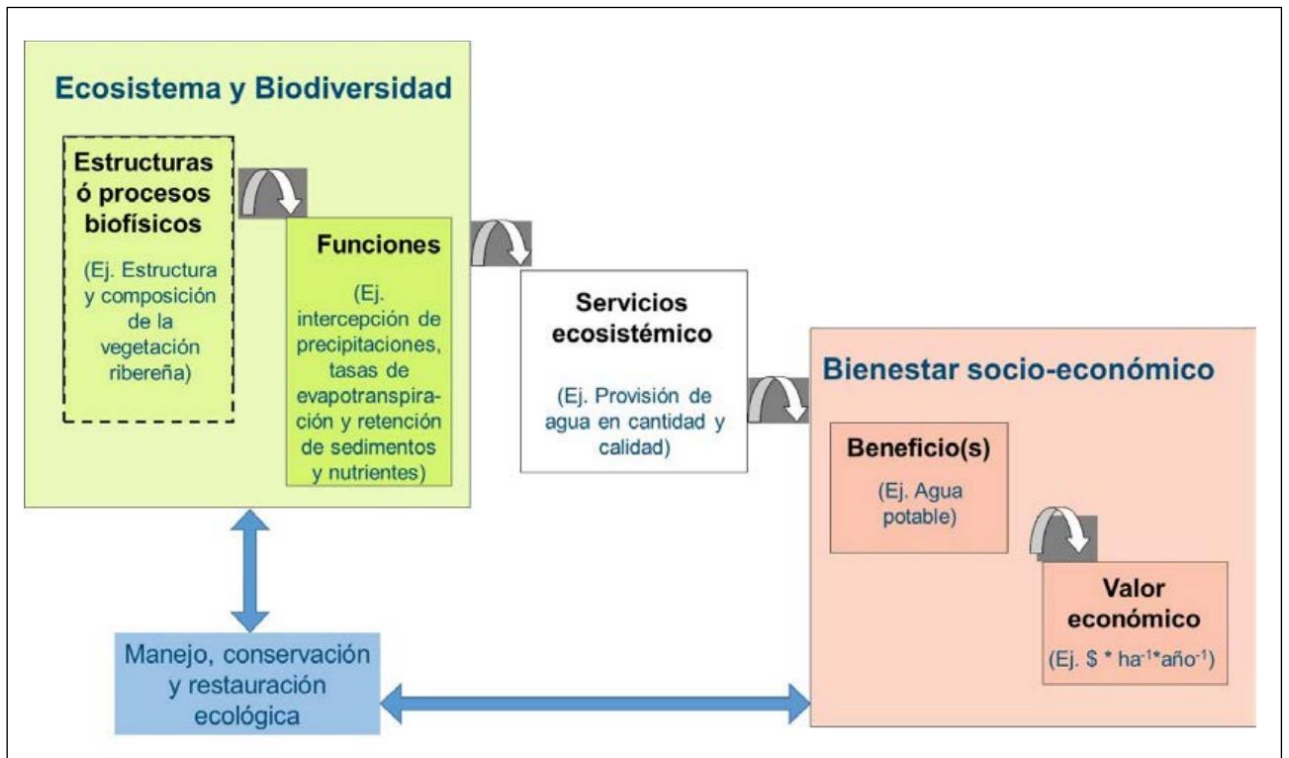 Ecosistema y Biodiversidad
Estructuras
ó procesos
biofísicos
(Ej. Estructura
y composición
de la
vegetación
ribereña)
Funciones
(Ej.
intercepción de
precipitaciones,
tasas de
evapotranspira-
ción y retención
de sedimentos
y nutrientes)
Servicios
ecosistémico
(Ej. Provisión de
agua en cantidad y
calidad)
Bienestar socio-económico
Beneficio(s)
(Ej. Agua
potable)
Valor
económico
(Ej. $ * ha⁻¹*año⁻¹)
Manejo, conservación
y restauración
ecológica